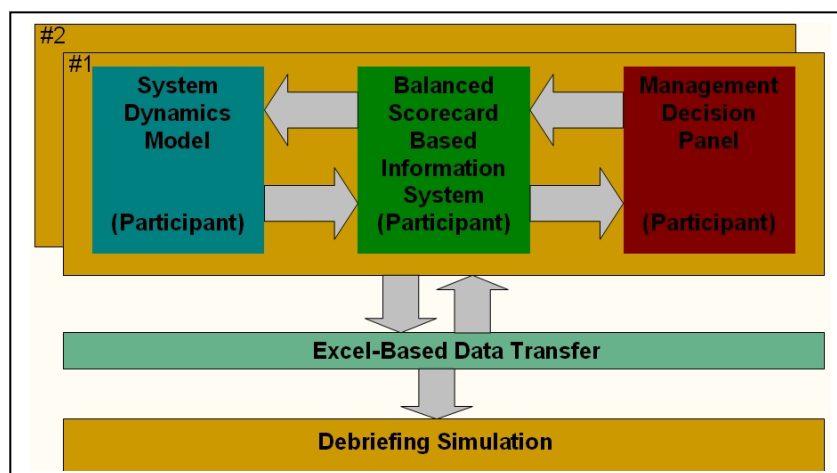 #2
#1
System
Dynamics
Model
(Participant)
Balanced
Scorecard
Based
Information
System
(Participant)
Management
Decision
Panel
(Participant)
Excel-Based Data Transfer
Debriefing Simulation